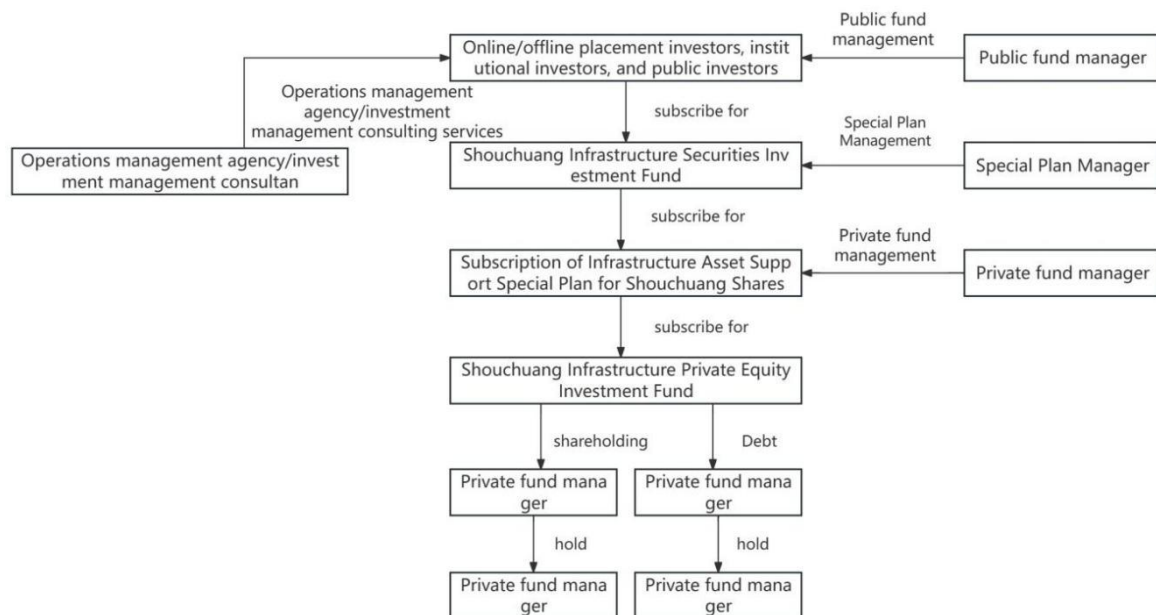 Public fund
management
Online/offline placement investors, instit
utional investors, and public investors
Public fund manager
Operations management
agency/investment
management consulting services
subscribe for
Special Plan
Management
Operations management agency/invest
ment management consultan
Shouchuang Infrastructure Securities Inv
estment Fund
Special Plan Manager
subscribe for
Private fund
management
Subscription of Infrastructure Asset Supp
ort Special Plan for Shouchuang Shares
Private fund manager
subscribe for
Shouchuang Infrastructure Private Equity
Investment Fund
shareholding
Debt
Private fund mana
ger
Private fund mana
ger
hold
hold
Private fund mana
ger
Private fund mana
ger